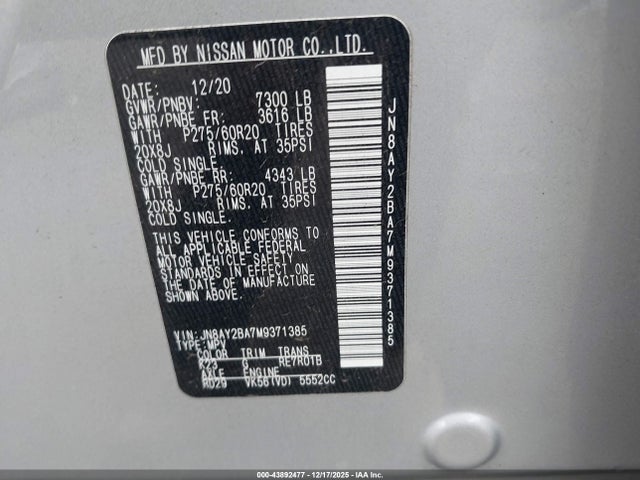 MFD BY NISSAN MOTOR CO.,LTD.
DATE: 12/20
GVWR/PNBV: 7300 LB
GAWR/PNBE FR: 3616 LB
WITH P275/60R20 TIRES
20X8J RIMS, AT 35PSI
COLD SINGLE.
GAWR/PNBE RR: 4343 LB
WITH P275/60R20 TIRES
20X8J RIMS, AT 35PSI
COLD SINGLE.
THIS VEHICLE CONFORMS TO
ALL APPLICABLE FEDERAL
MOTOR VEHICLE SAFETY
STANDARDS IN EFFECT ON
THE DATE OF MANUFACTURE
SHOWN ABOVE.
VIN:JN8AY2BA7M9371385
TYPE:MPV
COLOR TRIM TRANS
K23 G RE7R01B
AXLE ENGINE
RD29 VK56(VD) 5552CC
JN8AY2BA7M9371385
000-43892477 - 12/17/2025 - IAA Inc.